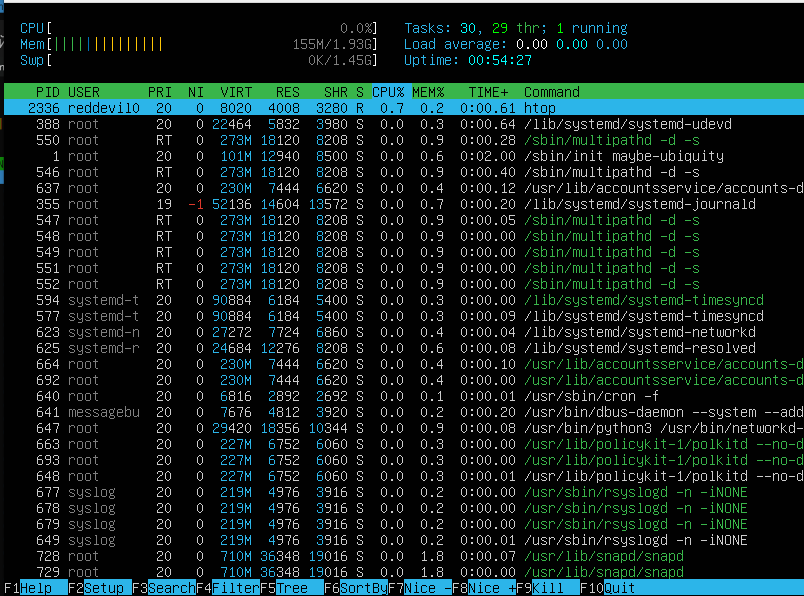 CPU[ 0.0%] Tasks: 30, 29 thr; 1 running
Mem[||||||||||||||| 155M/1.93G] Load average: 0.00 0.00 0.00
Swp[ 0K/1.45G] Uptime: 00:54:27
PID USER PRI NI VIRT RES SHR S CPU% MEM% TIME+ Command
2336 reddevil0 20 0 8020 4008 3280 R 0.7 0.2 0:00.61 htop
388 root 20 0 22464 5832 3980 S 0.0 0.3 0:00.64 /lib/systemd/systemd-udevd
550 root RT 0 273M 18120 8208 S 0.0 0.9 0:00.28 /sbin/multipathd -d -s
1 root 20 0 101M 12940 8500 S 0.0 0.6 0:02.00 /sbin/init maybe-ubiquity
546 root RT 0 273M 18120 8208 S 0.0 0.9 0:00.40 /sbin/multipathd -d -s
637 root 20 0 230M 7444 6620 S 0.0 0.4 0:00.12 /usr/lib/accountsservice/accounts-d
355 root 19 -1 52136 14604 13572 S 0.0 0.7 0:00.20 /lib/systemd/systemd-journald
547 root RT 0 273M 18120 8208 S 0.0 0.9 0:00.05 /sbin/multipathd -d -s
548 root RT 0 273M 18120 8208 S 0.0 0.9 0:00.00 /sbin/multipathd -d -s
549 root RT 0 273M 18120 8208 S 0.0 0.9 0:00.00 /sbin/multipathd -d -s
551 root RT 0 273M 18120 8208 S 0.0 0.9 0:00.00 /sbin/multipathd -d -s
552 root RT 0 273M 18120 8208 S 0.0 0.9 0:00.00 /sbin/multipathd -d -s
594 systemd-t 20 0 90884 6184 5400 S 0.0 0.3 0:00.00 /lib/systemd/systemd-timesyncd
577 systemd-t 20 0 90884 6184 5400 S 0.0 0.3 0:00.09 /lib/systemd/systemd-timesyncd
623 systemd-n 20 0 27272 7724 6860 S 0.0 0.4 0:00.04 /lib/systemd/systemd-networkd
625 systemd-r 20 0 24684 12276 8208 S 0.0 0.6 0:00.08 /lib/systemd/systemd-resolved
664 root 20 0 230M 7444 6620 S 0.0 0.4 0:00.10 /usr/lib/accountsservice/accounts-d
692 root 20 0 230M 7444 6620 S 0.0 0.4 0:00.00 /usr/lib/accountsservice/accounts-d
640 root 20 0 6816 2892 2692 S 0.0 0.1 0:00.01 /usr/sbin/cron -f
641 messagebu 20 0 7676 4812 3920 S 0.0 0.2 0:00.20 /usr/bin/dbus-daemon --system --add
647 root 20 0 29420 18356 10344 S 0.0 0.9 0:00.08 /usr/bin/python3 /usr/bin/networkd-
663 root 20 0 227M 6752 6060 S 0.0 0.3 0:00.00 /usr/lib/policykit-1/polkitd --no-d
693 root 20 0 227M 6752 6060 S 0.0 0.3 0:00.00 /usr/lib/policykit-1/polkitd --no-d
648 root 20 0 227M 6752 6060 S 0.0 0.3 0:00.01 /usr/lib/policykit-1/polkitd --no-d
677 syslog 20 0 219M 4976 3916 S 0.0 0.2 0:00.00 /usr/sbin/rsyslogd -n -iNONE
678 syslog 20 0 219M 4976 3916 S 0.0 0.2 0:00.00 /usr/sbin/rsyslogd -n -iNONE
679 syslog 20 0 219M 4976 3916 S 0.0 0.2 0:00.00 /usr/sbin/rsyslogd -n -iNONE
649 syslog 20 0 219M 4976 3916 S 0.0 0.2 0:00.01 /usr/sbin/rsyslogd -n -iNONE
728 root 20 0 710M 36348 19016 S 0.0 1.8 0:00.07 /usr/lib/snapd/snapd
729 root 20 0 710M 36348 19016 S 0.0 1.8 0:00.00 /usr/lib/snapd/snapd
F1Help F2Setup F3SearchF4FilterF5Tree F6SortByF7Nice -F8Nice +F9Kill F10Quit